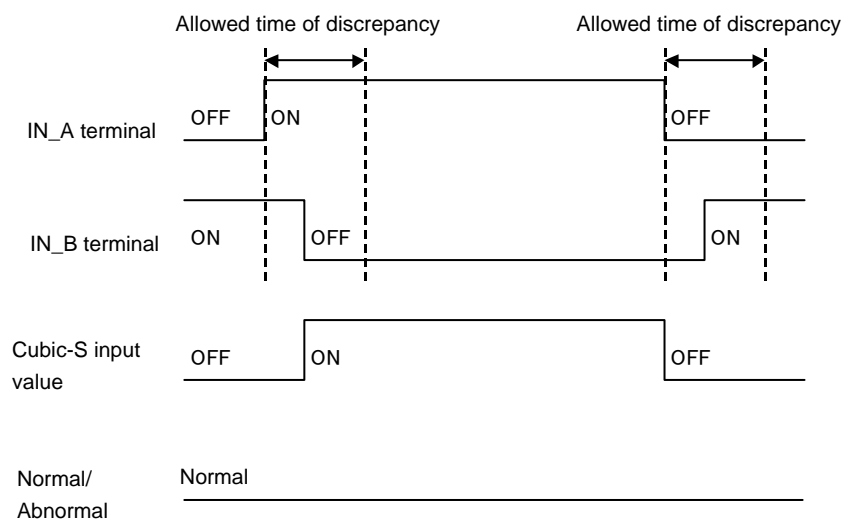 Allowed time of discrepancy Allowed time of discrepancy
IN_A terminal OFF ON OFF
IN_B terminal ON OFF ON
Cubic-S input
value
OFF ON OFF
Normal/
Abnormal
Normal